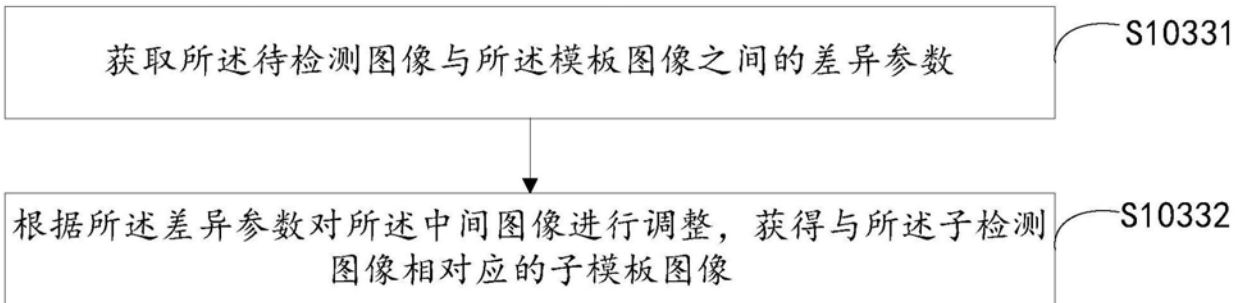 获取所述待检测图像与所述模板图像之间的差异参数
S10331
根据所述差异参数对所述中间图像进行调整，获得与所述子检测
图像相对应的子模板图像
S10332